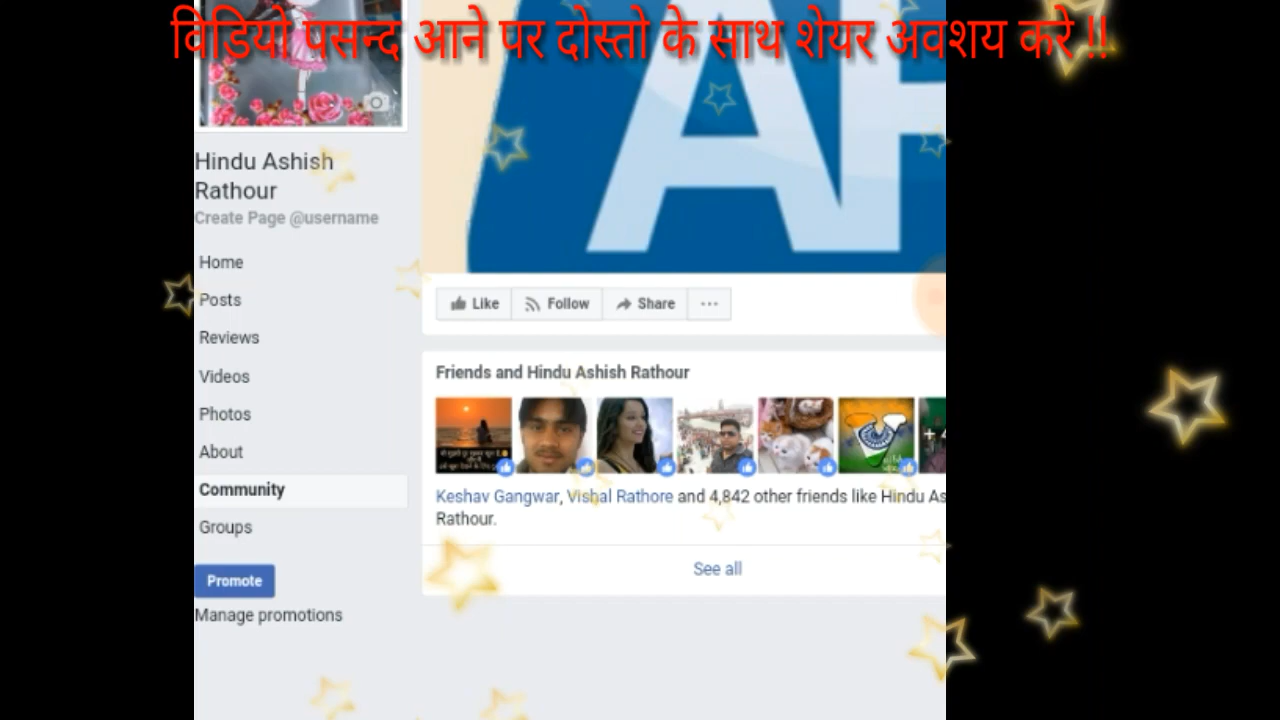 विडियो पसन्द आने पर दोस्तो के साथ शेयर अवशय करे !!
Hindu Ashish
Rathour
Create Page @username
Home
Posts
Reviews
Videos
Photos
About
Community
Groups
Promote
Manage promotions
Like Follow Share ...
Friends and Hindu Ashish Rathour
Keshav Gangwar, Vishal Rathore and 4,842 other friends like Hindu As
Rathour.
See all